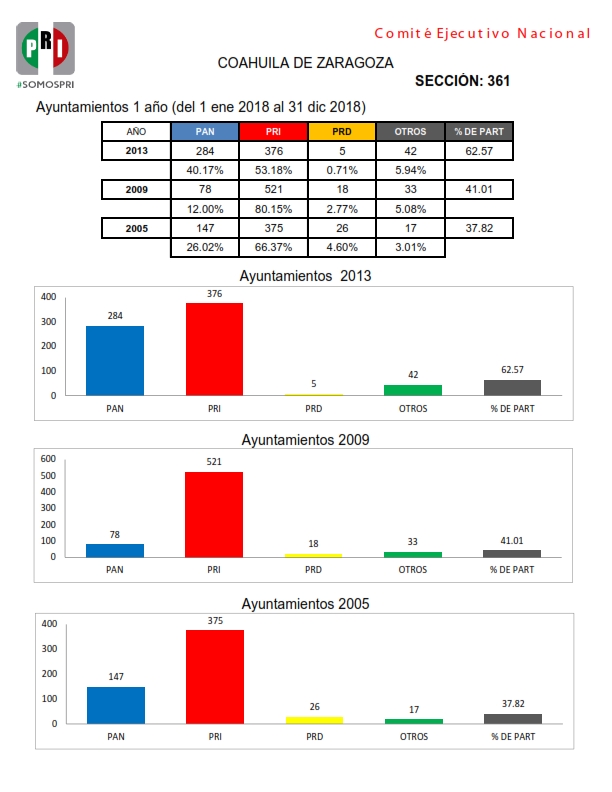 Comité Ejecutivo Nacional
PRI
#SOMOSPRI
COAHUILA DE ZARAGOZA
SECCIÓN: 361
Ayuntamientos 1 año (del 1 ene 2018 al 31 dic 2018)
AÑO PAN PRI PRD OTROS % DE PART
2013 284 376 5 42 62.57
40.17% 53.18% 0.71% 5.94%
2009 78 521 18 33 41.01
12.00% 80.15% 2.77% 5.08%
2005 147 375 26 17 37.82
26.02% 66.37% 4.60% 3.01%
Ayuntamientos 2013
400
300
200
100
0
284 376 5 42 62.57
PAN PRI PRD OTROS % DE PART
Ayuntamientos 2009
600
500
400
300
200
100
0
78 521 18 33 41.01
PAN PRI PRD OTROS % DE PART
Ayuntamientos 2005
400
300
200
100
0
147 375 26 17 37.82
PAN PRI PRD OTROS % DE PART